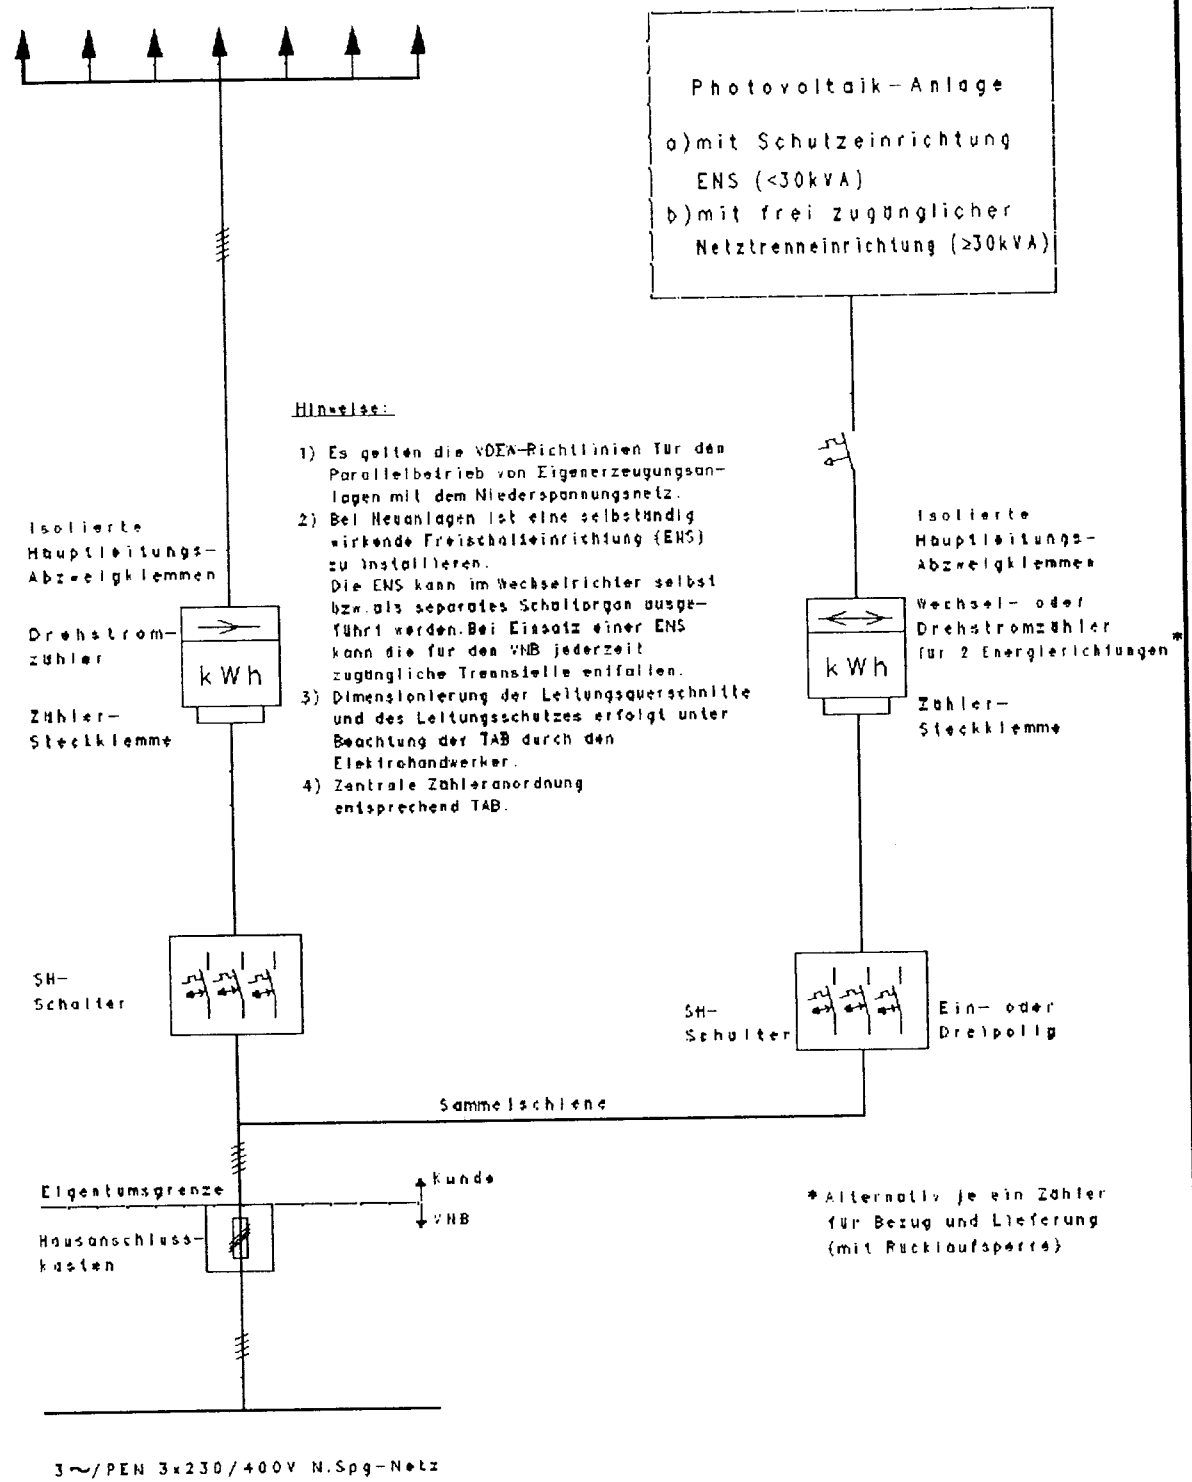 Photovoltaik-Anlage
a) mit Schutzeinrichtung
ENS (<30kVA)
b) mit frei zugänglicher
Netztrenneinrichtung (≥30kVA)
Hinweise:
1) Es gelten die VDEW-Richtlinien für den
Parallelbetrieb von Eigenerzeugungsan-
lagen mit dem Niederspannungsnetz.
2) Bei Neuanlagen ist eine selbständig
wirkende Freischalteinrichtung (ENS)
zu installieren.
Die ENS kann im Wechselrichter selbst
bzw. als separates Schaltorgan ausge-
führt werden. Bei Einsatz einer ENS
kann die für den VNB jederzeit
zugängliche Trennstelle entfallen.
3) Dimensionierung der Leitungsquerschnitte
und des Leitungsschutzes erfolgt unter
Beachtung der TAB durch den
Elektrohandwerker.
4) Zentrale Zähleranordnung
entsprechend TAB.
Isolierte
Hauptleitungs-
Abzweigklemmen
Drehstrom-
zähler
kWh
Zähler-
Steckklemme
Isolierte
Hauptleitungs-
Abzweigklemmen
Wechsel- oder
Drehstromzähler
für 2 Energierichtungen *
kWh
Zähler-
Steckklemme
SH-
Schalter
SH-
Schalter
Ein- oder
Dreipolig
Sammelschiene
Eigentumsgrenze
Kunde
VNB
Hausanschluss-
kasten
* Alternativ je ein Zähler
für Bezug und Lieferung
(mit Rücklaufsperre)
3~/PEN 3x230/400V N.Spg-Netz